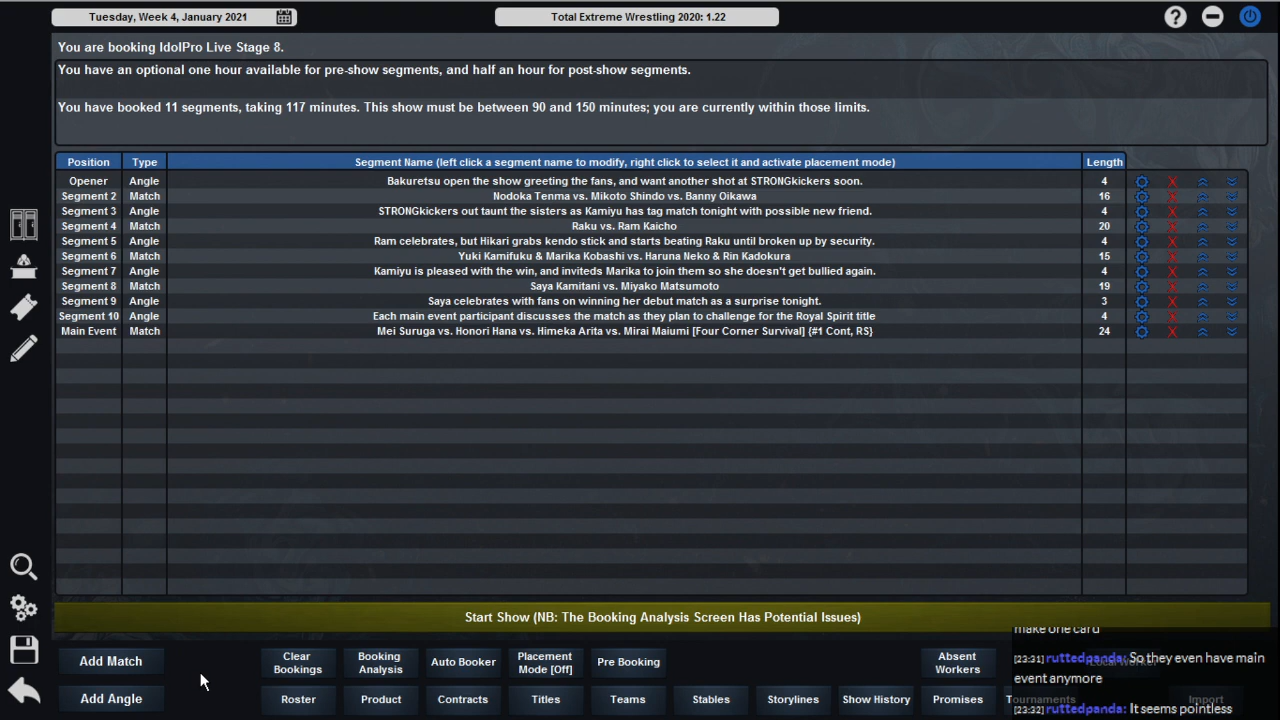 Tuesday, Week 4, January 2021
Total Extreme Wrestling 2020: 1.22
You are booking IdolPro Live Stage 8.
You have an optional one hour available for pre-show segments, and half an hour for post-show segments.
You have booked 11 segments, taking 117 minutes. This show must be between 90 and 150 minutes; you are currently within those limits.
Position Type Segment Name (left click a segment name to modify, right click to select it and activate placement mode) Length
Opener Angle Bakuretsu open the show greeting the fans, and want another shot at STRONGkickers soon. 4
Segment 2 Match Nodoka Tenma vs. Mikoto Shindo vs. Banny Oikawa 16
Segment 3 Angle STRONGkickers out taunt the sisters as Kamiyu has tag match tonight with possible new friend. 4
Segment 4 Match Raku vs. Ram Kaicho 20
Segment 5 Angle Ram celebrates, but Hikari grabs kendo stick and starts beating Raku until broken up by security. 4
Segment 6 Match Yuki Kamifuku & Marika Kobashi vs. Haruna Neko & Rin Kadokura 15
Segment 7 Angle Kamiyu is pleased with the win, and inviteds Marika to join them so she doesn't get bullied again. 4
Segment 8 Match Saya Kamitani vs. Miyako Matsumoto 19
Segment 9 Angle Saya celebrates with fans on winning her debut match as a surprise tonight. 3
Segment 10 Angle Each main event participant discusses the match as they plan to challenge for the Royal Spirit title 4
Main Event Match Mei Suruga vs. Honori Hana vs. Himeka Arita vs. Mirai Maiumi [Four Corner Survival] {#1 Cont, RS} 24
Start Show (NB: The Booking Analysis Screen Has Potential Issues)
make one card
[23:31] ruttedpanda: So they even have main
event anymore
[23:32] ruttedpanda: It seems pointless
Add Match
Clear Bookings
Booking Analysis
Auto Booker
Placement Mode [Off]
Pre Booking
Absent Workers
Add Angle
Roster
Product
Contracts
Titles
Teams
Stables
Storylines
Show History
Promises
Tournaments
Import